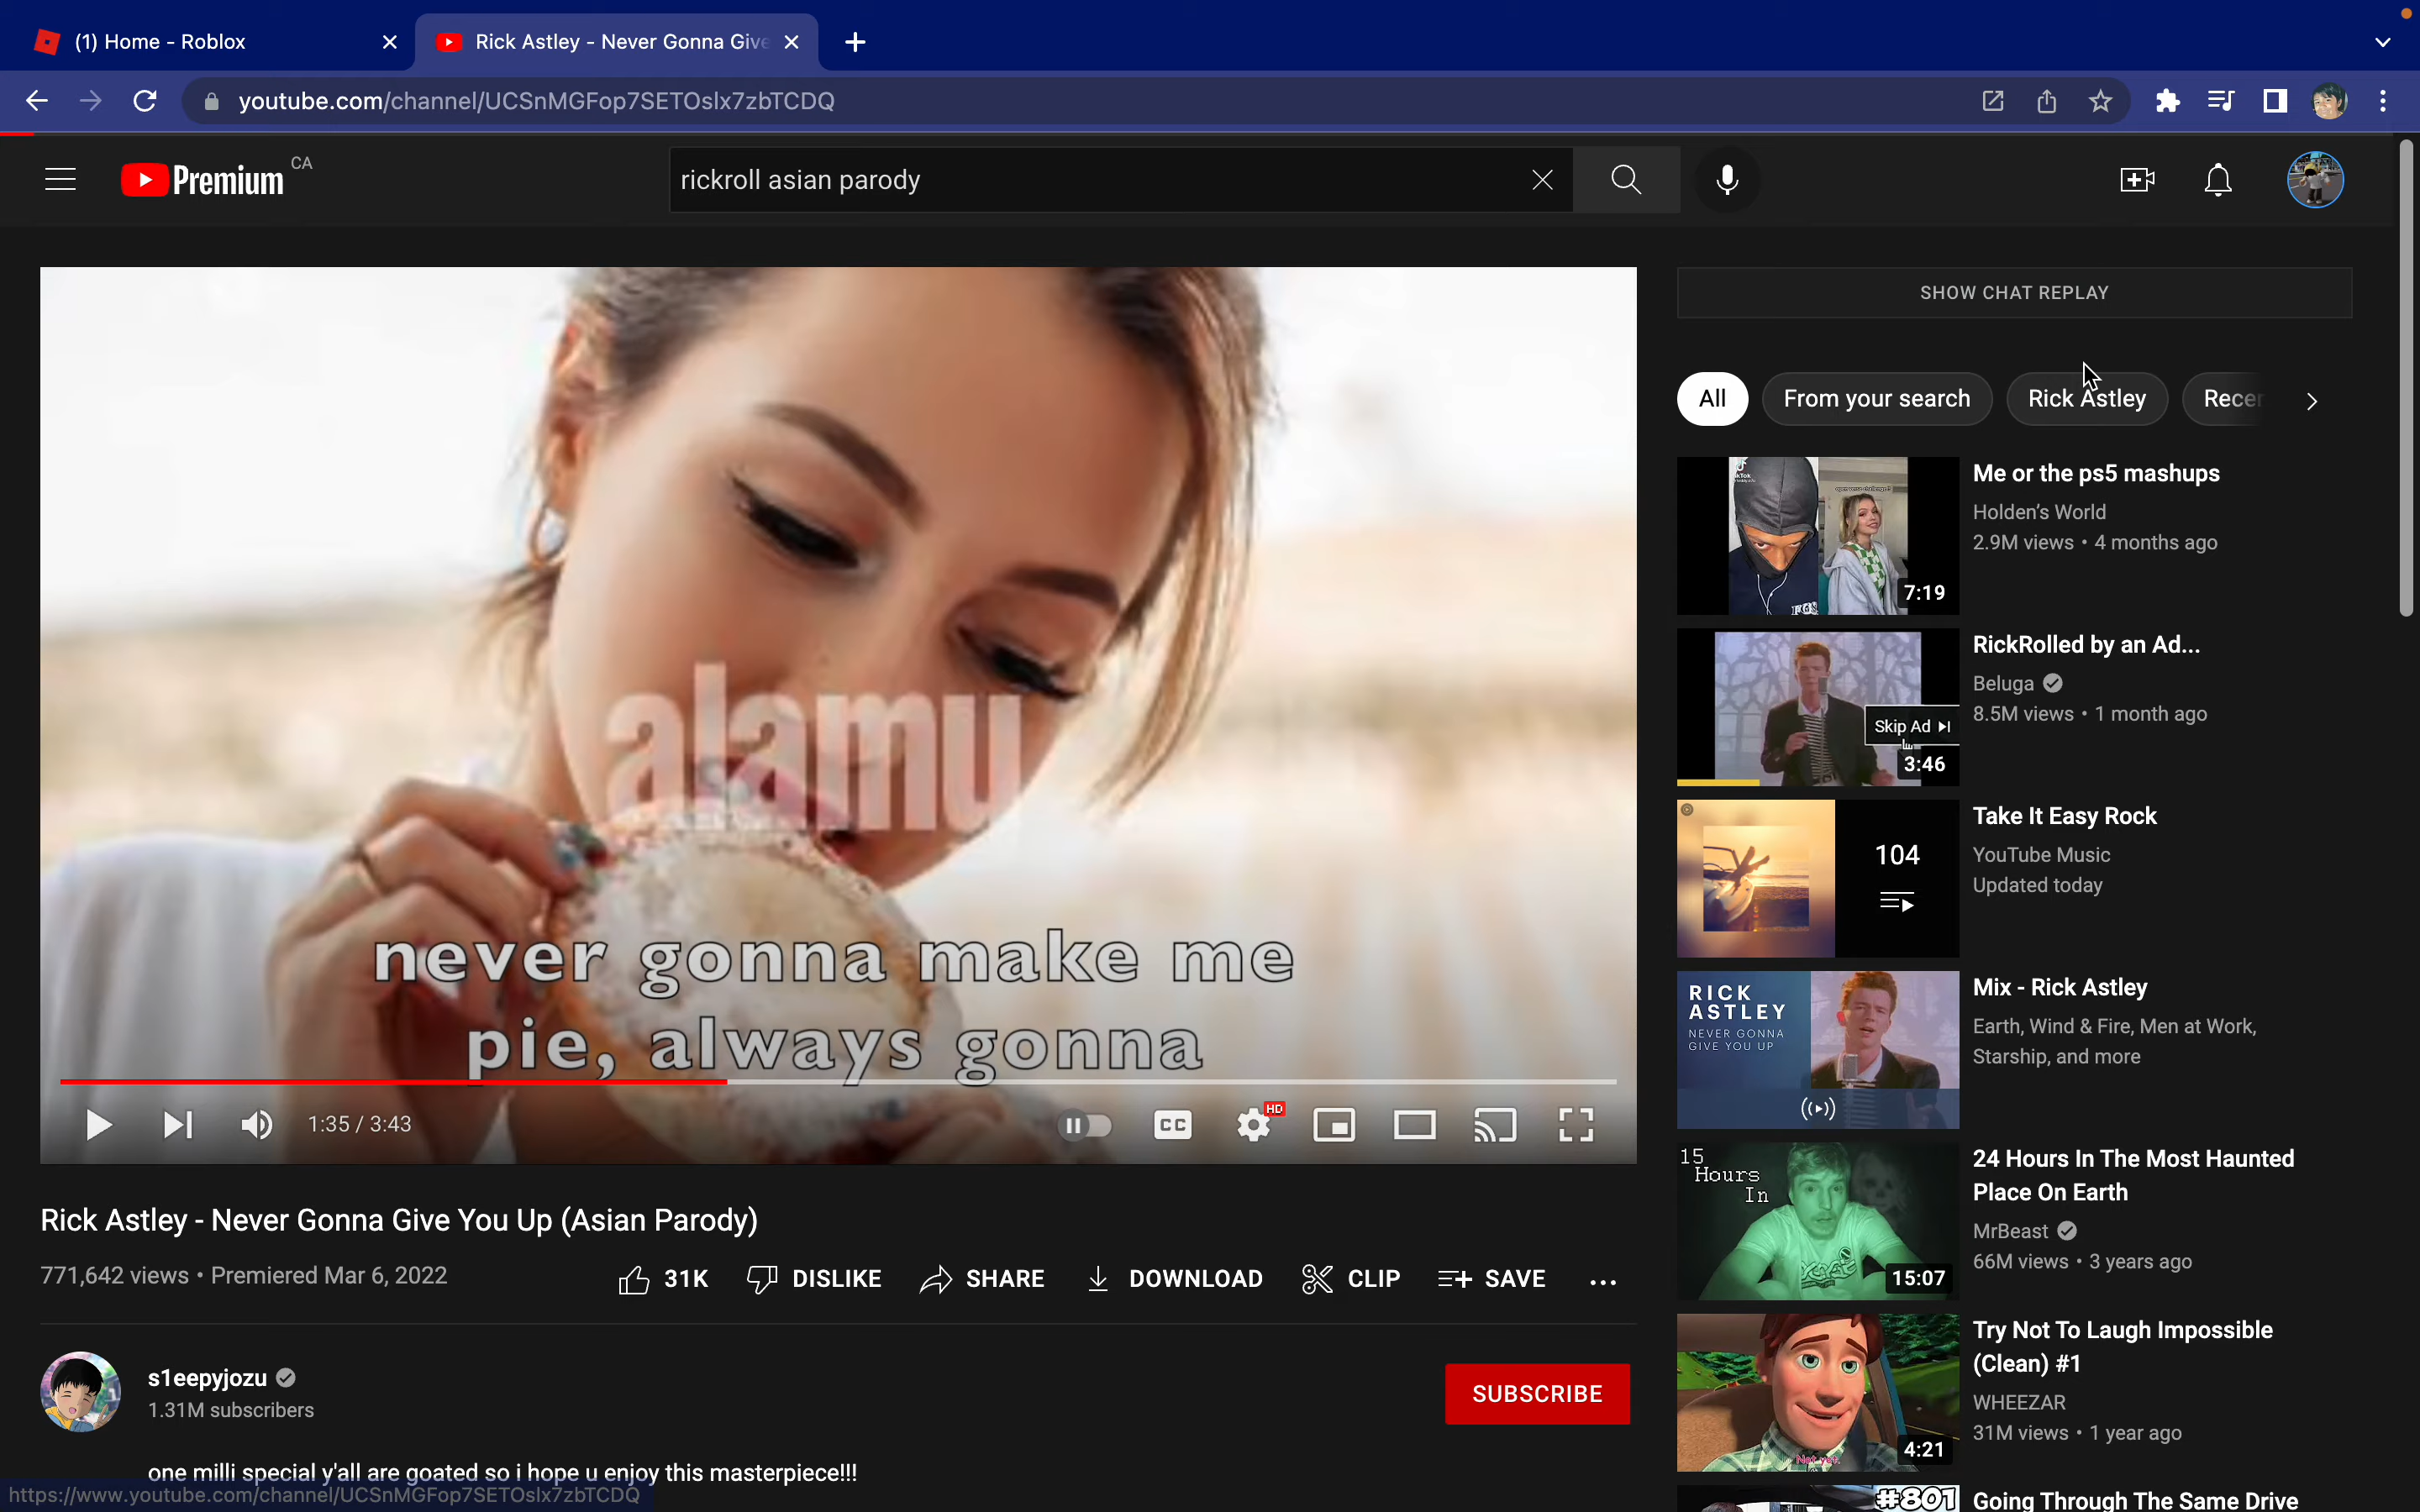 (1) Home - Roblox
Rick Astley - Never Gonna Give
youtube.com/channel/UCSnMGFop7SETOslx7zbTCDQ
Premium
CA
rickroll asian parody
alamy
never gonna make me
pie, always gonna
1:35 / 3:43
CC
HD
Rick Astley - Never Gonna Give You Up (Asian Parody)
771,642 views • Premiered Mar 6, 2022
31K
DISLIKE
SHARE
DOWNLOAD
CLIP
SAVE
s1eepyjozu
1.31M subscribers
SUBSCRIBE
one milli special y'all are goated so i hope u enjoy this masterpiece!!!
https://www.youtube.com/channel/UCSnMGFop7SETOslx7zbTCDQ
SHOW CHAT REPLAY
All
From your search
Rick Astley
Recen
7:19
Me or the ps5 mashups
Holden's World
2.9M views • 4 months ago
Skip Ad
3:46
RickRolled by an Ad...
Beluga
8.5M views • 1 month ago
104
Take It Easy Rock
YouTube Music
Updated today
RICK
ASTLEY
NEVER GONNA
GIVE YOU UP
Mix - Rick Astley
Earth, Wind & Fire, Men at Work,
Starship, and more
15
Hours
In
15:07
24 Hours In The Most Haunted
Place On Earth
MrBeast
66M views • 3 years ago
Not yet.
4:21
Try Not To Laugh Impossible
(Clean) #1
WHEEZAR
31M views • 1 year ago
#801
Going Through The Same Drive